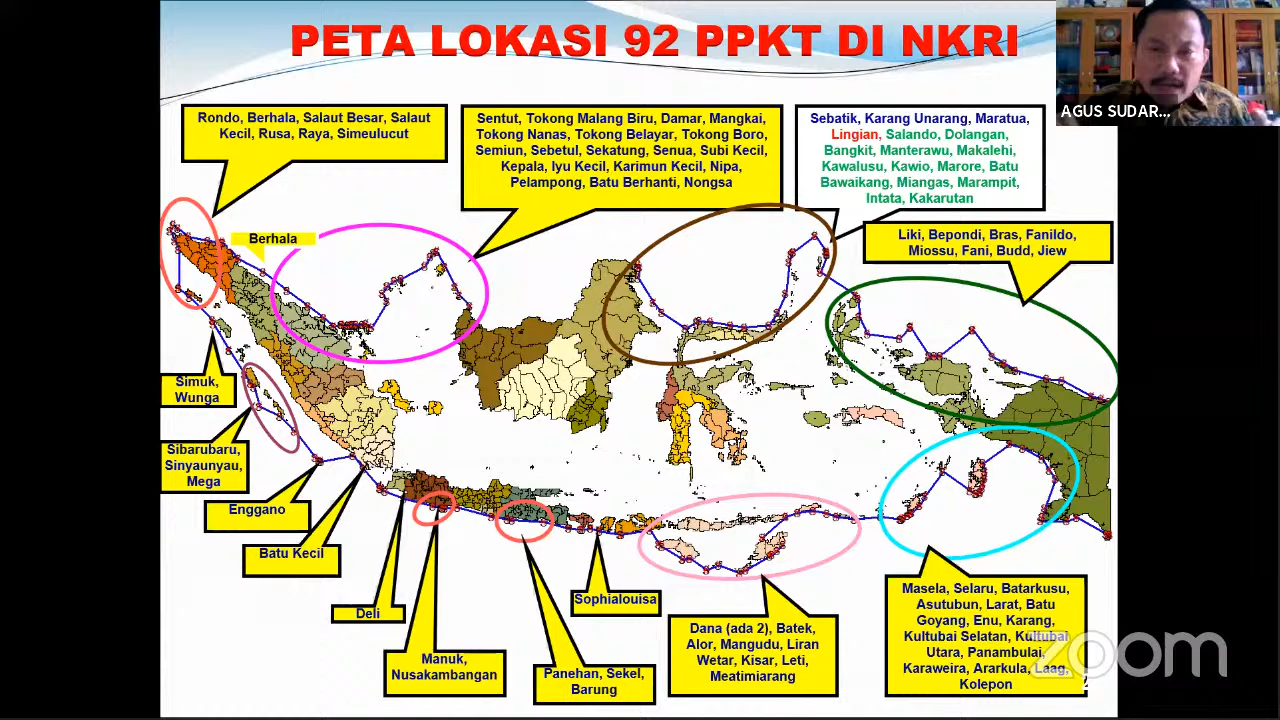 PETA LOKASI 92 PPKT DI NKRI
AGUS SUDAR...
Rondo, Berhala, Salaut Besar, Salaut
Kecil, Rusa, Raya, Simeulucut
Sentut, Tokong Malang Biru, Damar, Mangkai,
Tokong Nanas, Tokong Belayar, Tokong Boro,
Semiun, Sebetul, Sekatung, Senua, Subi Kecil,
Kepala, Iyu Kecil, Karimun Kecil, Nipa,
Pelampong, Batu Berhanti, Nongsa
Sebatik, Karang Unarang, Maratua,
Lingian, Salando, Dolangan,
Bangkit, Manterawu, Makalehi,
Kawalusu, Kawio, Marore, Batu
Bawaikang, Miangas, Marampit,
Intata, Kakarutan
Liki, Bepondi, Bras, Fanildo,
Miossu, Fani, Budd, Jiew
Berhala
Simuk,
Wunga
Sibarubaru,
Sinyaunyau,
Mega
Enggano
Batu Kecil
Deli
Manuk,
Nusakambangan
Panehan, Sekel,
Barung
Sophialouisa
Dana (ada 2), Batek,
Alor, Mangudu, Liran
Wetar, Kisar, Leti,
Meatimiarang
Masela, Selaru, Batarkusu,
Asutubun, Larat, Batu
Goyang, Enu, Karang,
Kultubai Selatan, Kultubai
Utara, Panambulai,
Karaweira, Ararkula, Laag,
Kolepon
zoom